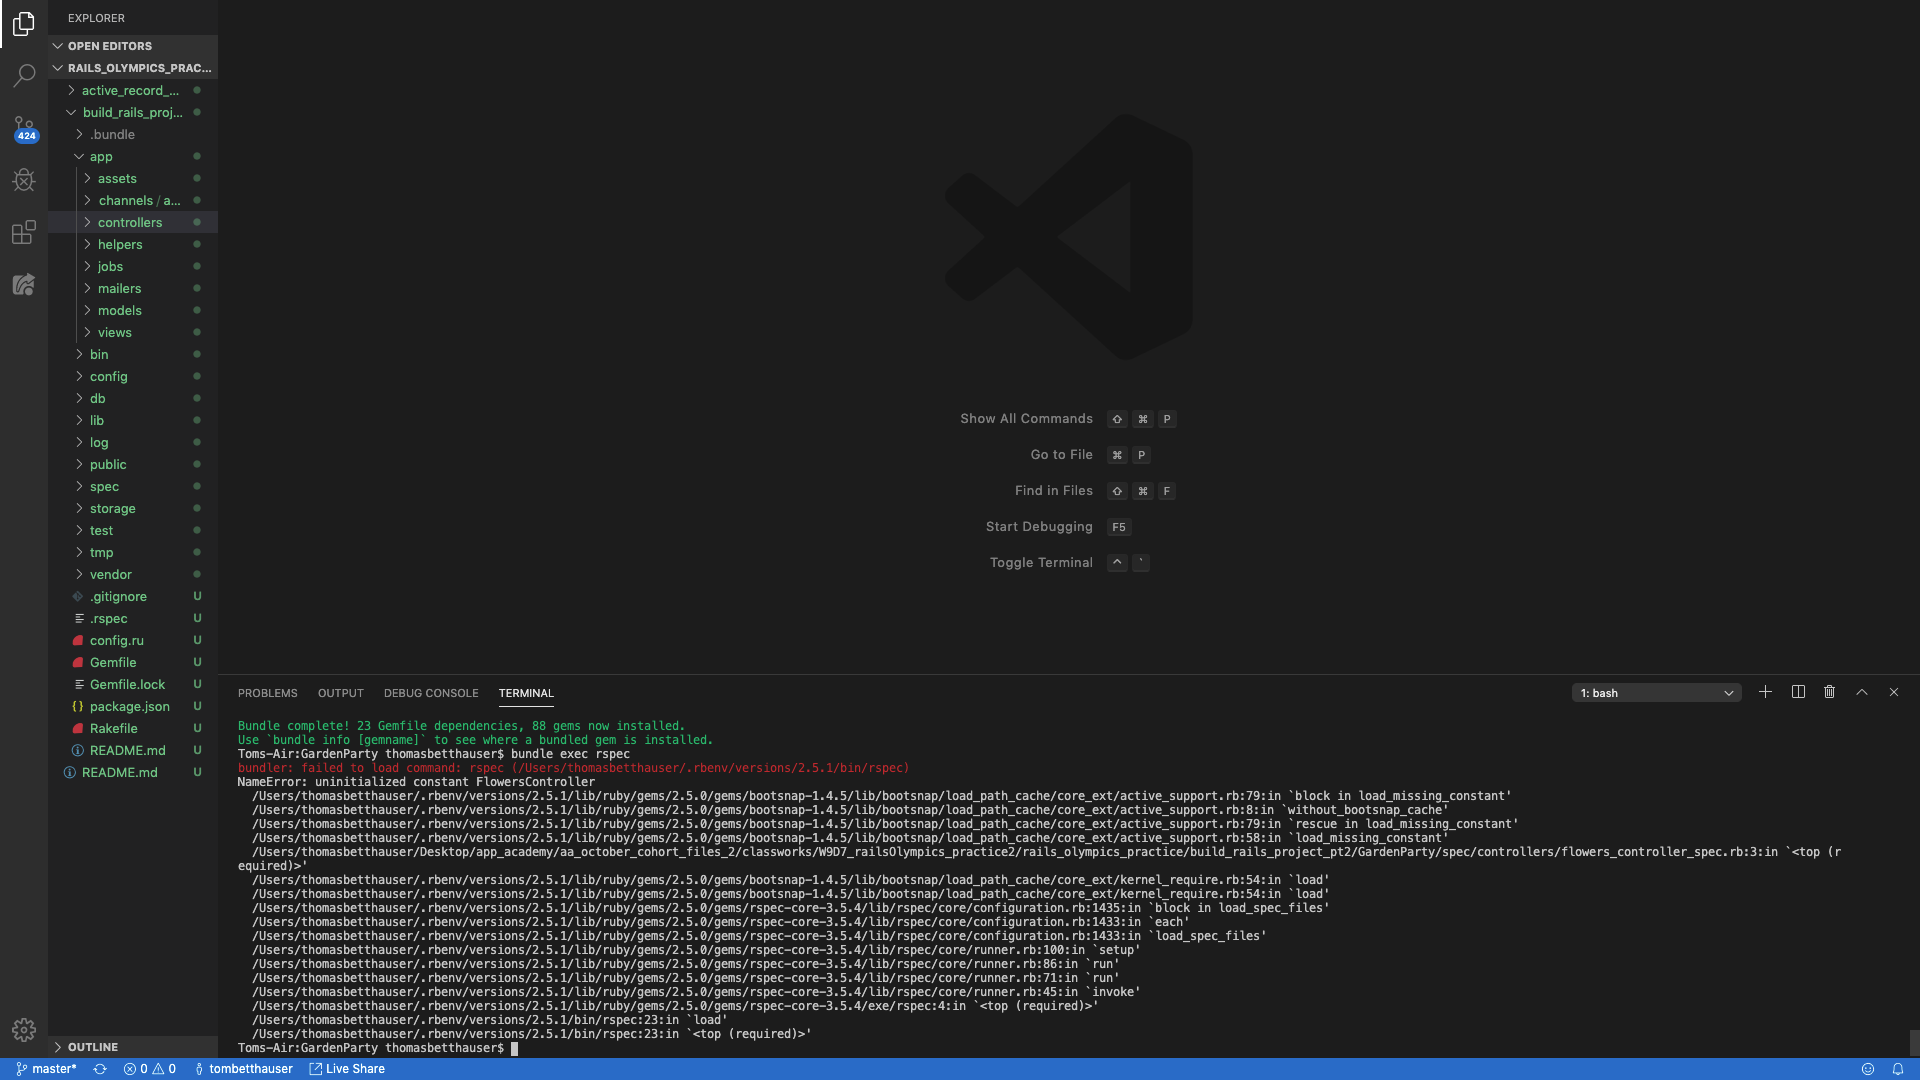 EXPLORER
OPEN EDITORS
RAILS_OLYMPICS_PRAC...
active_record_...
build_rails_proj...
.bundle
app
assets
channels / a...
controllers
helpers
jobs
mailers
models
views
bin
config
db
lib
log
public
spec
storage
test
tmp
vendor
.gitignore U
.rspec U
config.ru U
Gemfile U
Gemfile.lock U
{} package.json U
Rakefile U
README.md U
README.md U
OUTLINE
424
Show All Commands ⇧ ⌘ P
Go to File ⌘ P
Find in Files ⇧ ⌘ F
Start Debugging F5
Toggle Terminal ^ `
PROBLEMS OUTPUT DEBUG CONSOLE TERMINAL 1: bash
Bundle complete! 23 Gemfile dependencies, 88 gems now installed.
Use `bundle info [gemname]` to see where a bundled gem is installed.
Toms-Air:GardenParty thomasbetthauser$ bundle exec rspec
bundler: failed to load command: rspec (/Users/thomasbetthauser/.rbenv/versions/2.5.1/bin/rspec)
NameError: uninitialized constant FlowersController
/Users/thomasbetthauser/.rbenv/versions/2.5.1/lib/ruby/gems/2.5.0/gems/bootsnap-1.4.5/lib/bootsnap/load_path_cache/core_ext/active_support.rb:79:in `block in load_missing_constant'
/Users/thomasbetthauser/.rbenv/versions/2.5.1/lib/ruby/gems/2.5.0/gems/bootsnap-1.4.5/lib/bootsnap/load_path_cache/core_ext/active_support.rb:8:in `without_bootsnap_cache'
/Users/thomasbetthauser/.rbenv/versions/2.5.1/lib/ruby/gems/2.5.0/gems/bootsnap-1.4.5/lib/bootsnap/load_path_cache/core_ext/active_support.rb:79:in `rescue in load_missing_constant'
/Users/thomasbetthauser/.rbenv/versions/2.5.1/lib/ruby/gems/2.5.0/gems/bootsnap-1.4.5/lib/bootsnap/load_path_cache/core_ext/active_support.rb:58:in `load_missing_constant'
/Users/thomasbetthauser/Desktop/app_academy/aa_october_cohort_files_2/classworks/W9D7_railsOlympics_practice2/rails_olympics_practice/build_rails_project_pt2/GardenParty/spec/controllers/flowers_controller_spec.rb:3:in `<top (r
equired)>'
/Users/thomasbetthauser/.rbenv/versions/2.5.1/lib/ruby/gems/2.5.0/gems/bootsnap-1.4.5/lib/bootsnap/load_path_cache/core_ext/kernel_require.rb:54:in `load'
/Users/thomasbetthauser/.rbenv/versions/2.5.1/lib/ruby/gems/2.5.0/gems/bootsnap-1.4.5/lib/bootsnap/load_path_cache/core_ext/kernel_require.rb:54:in `load'
/Users/thomasbetthauser/.rbenv/versions/2.5.1/lib/ruby/gems/2.5.0/gems/rspec-core-3.5.4/lib/rspec/core/configuration.rb:1435:in `block in load_spec_files'
/Users/thomasbetthauser/.rbenv/versions/2.5.1/lib/ruby/gems/2.5.0/gems/rspec-core-3.5.4/lib/rspec/core/configuration.rb:1433:in `each'
/Users/thomasbetthauser/.rbenv/versions/2.5.1/lib/ruby/gems/2.5.0/gems/rspec-core-3.5.4/lib/rspec/core/configuration.rb:1433:in `load_spec_files'
/Users/thomasbetthauser/.rbenv/versions/2.5.1/lib/ruby/gems/2.5.0/gems/rspec-core-3.5.4/lib/rspec/core/runner.rb:100:in `setup'
/Users/thomasbetthauser/.rbenv/versions/2.5.1/lib/ruby/gems/2.5.0/gems/rspec-core-3.5.4/lib/rspec/core/runner.rb:86:in `run'
/Users/thomasbetthauser/.rbenv/versions/2.5.1/lib/ruby/gems/2.5.0/gems/rspec-core-3.5.4/lib/rspec/core/runner.rb:71:in `run'
/Users/thomasbetthauser/.rbenv/versions/2.5.1/lib/ruby/gems/2.5.0/gems/rspec-core-3.5.4/lib/rspec/core/runner.rb:45:in `invoke'
/Users/thomasbetthauser/.rbenv/versions/2.5.1/lib/ruby/gems/2.5.0/gems/rspec-core-3.5.4/exe/rspec:4:in `<top (required)>'
/Users/thomasbetthauser/.rbenv/versions/2.5.1/bin/rspec:23:in `load'
/Users/thomasbetthauser/.rbenv/versions/2.5.1/bin/rspec:23:in `<top (required)>'
Toms-Air:GardenParty thomasbetthauser$
master* 0 0 tombetthauser Live Share